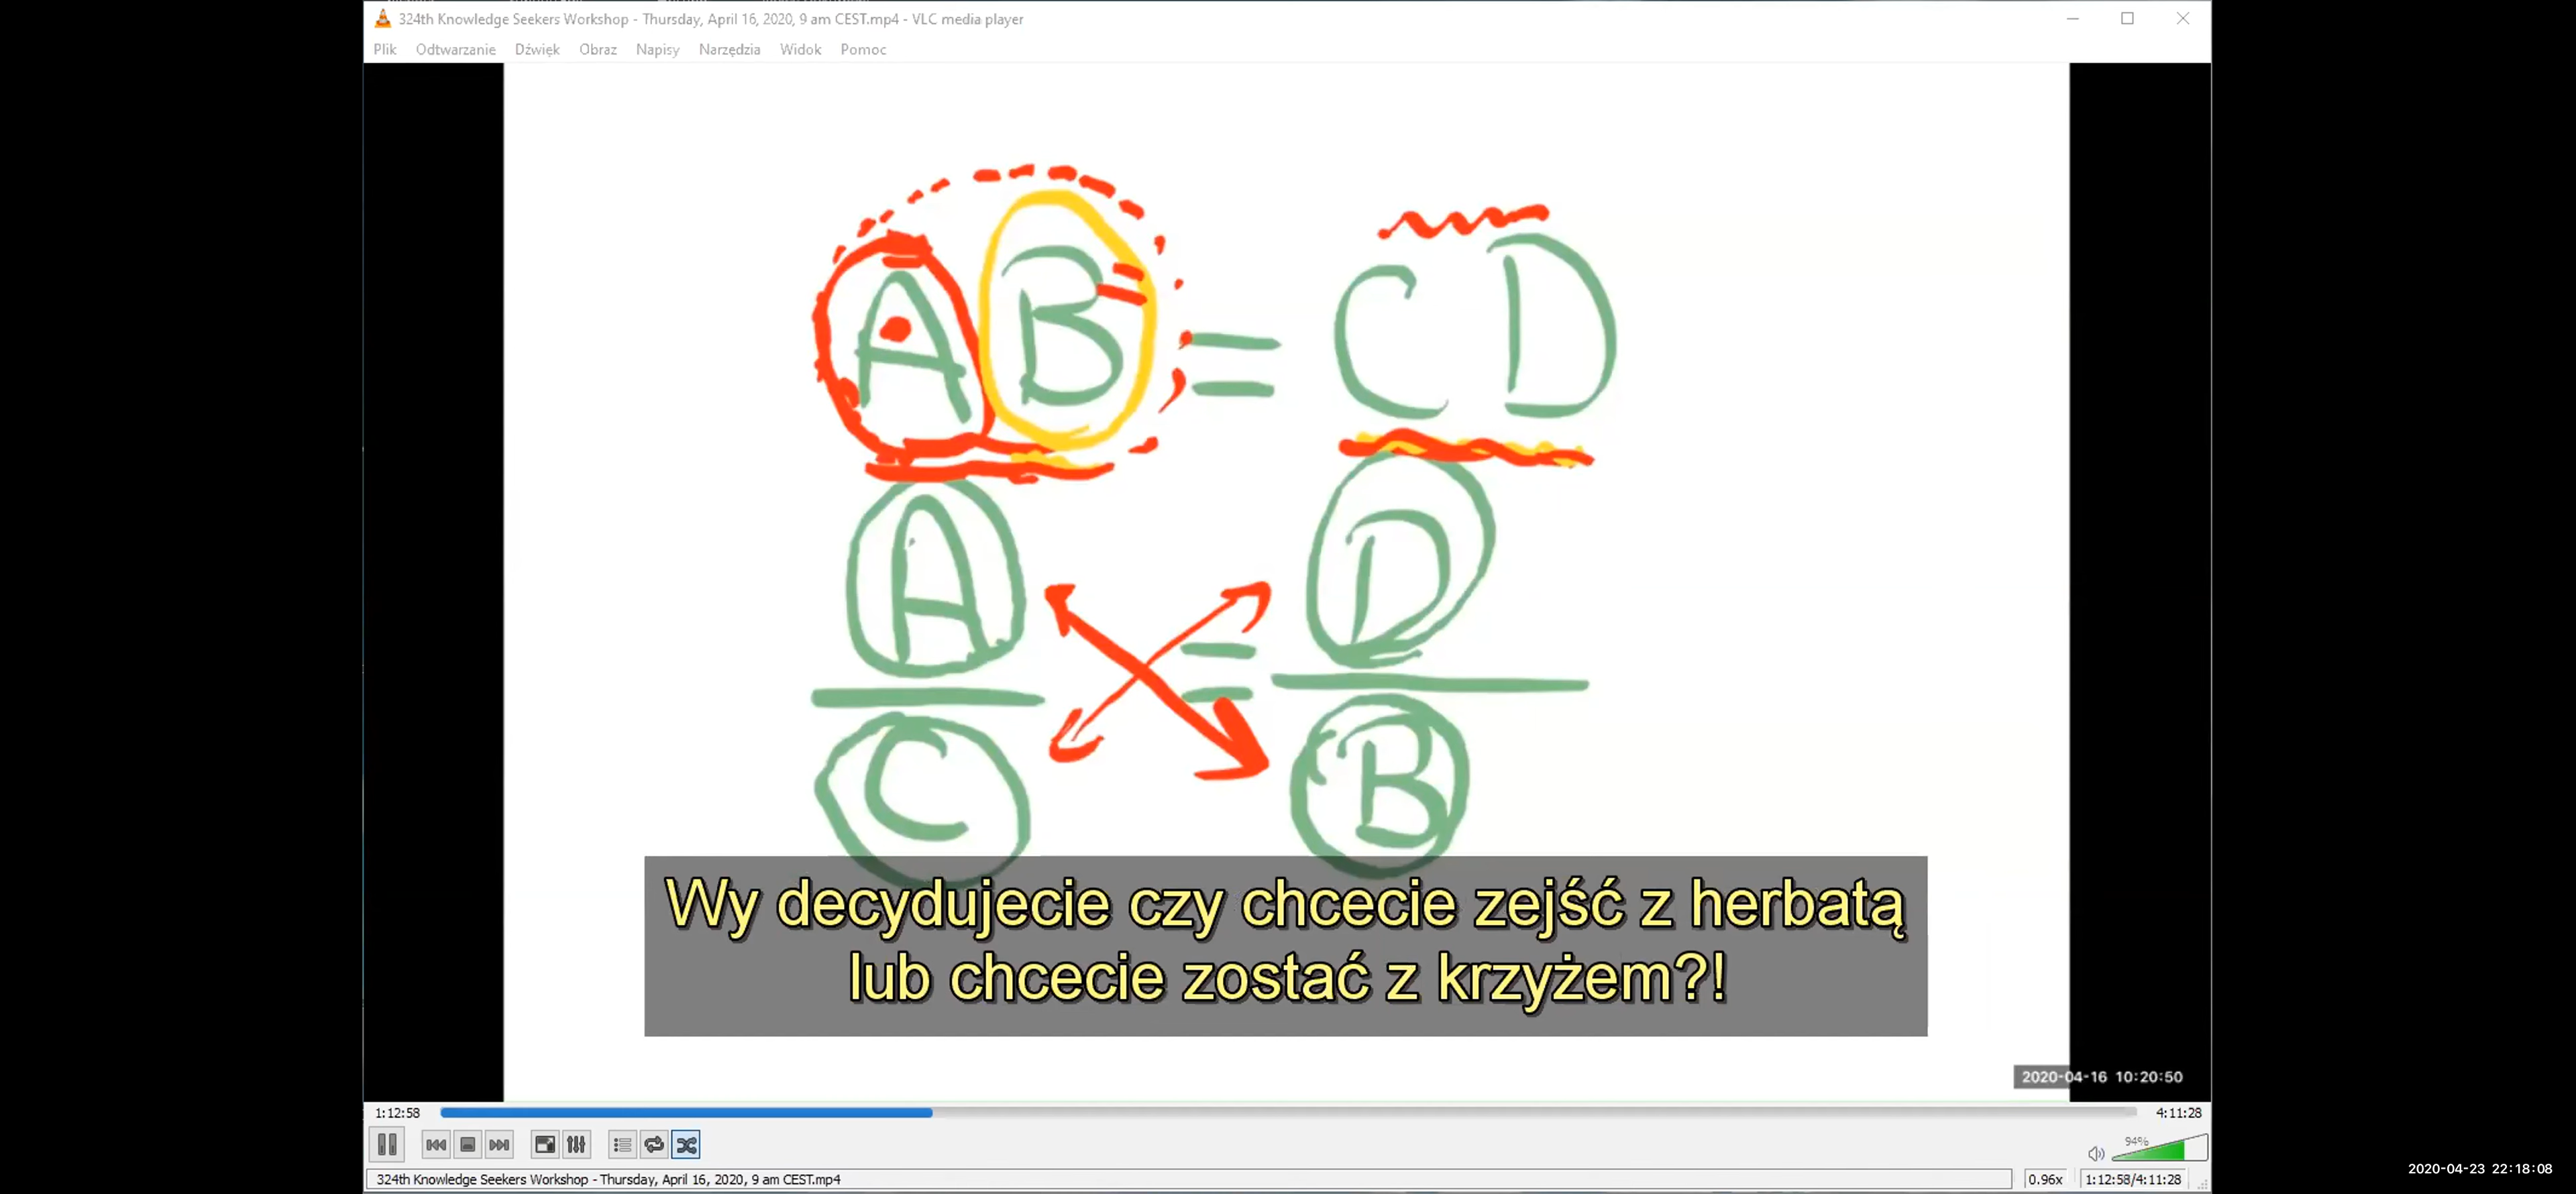 324th Knowledge Seekers Workshop - Thursday, April 16, 2020, 9 am CEST.mp4 - VLC media player
Plik Odtwarzanie Dźwięk Obraz Napisy Narzędzia Widok Pomoc
A B = C D
A = D
C B
Wy decydujecie czy chcecie zejść z herbatą
lub chcecie zostać z krzyżem?!
2020-04-16 10:20:50
1:12:58 4:11:28
94%
324th Knowledge Seekers Workshop - Thursday, April 16, 2020, 9 am CEST.mp4 0.96x 1:12:58/4:11:28
2020-04-23 22:18:08